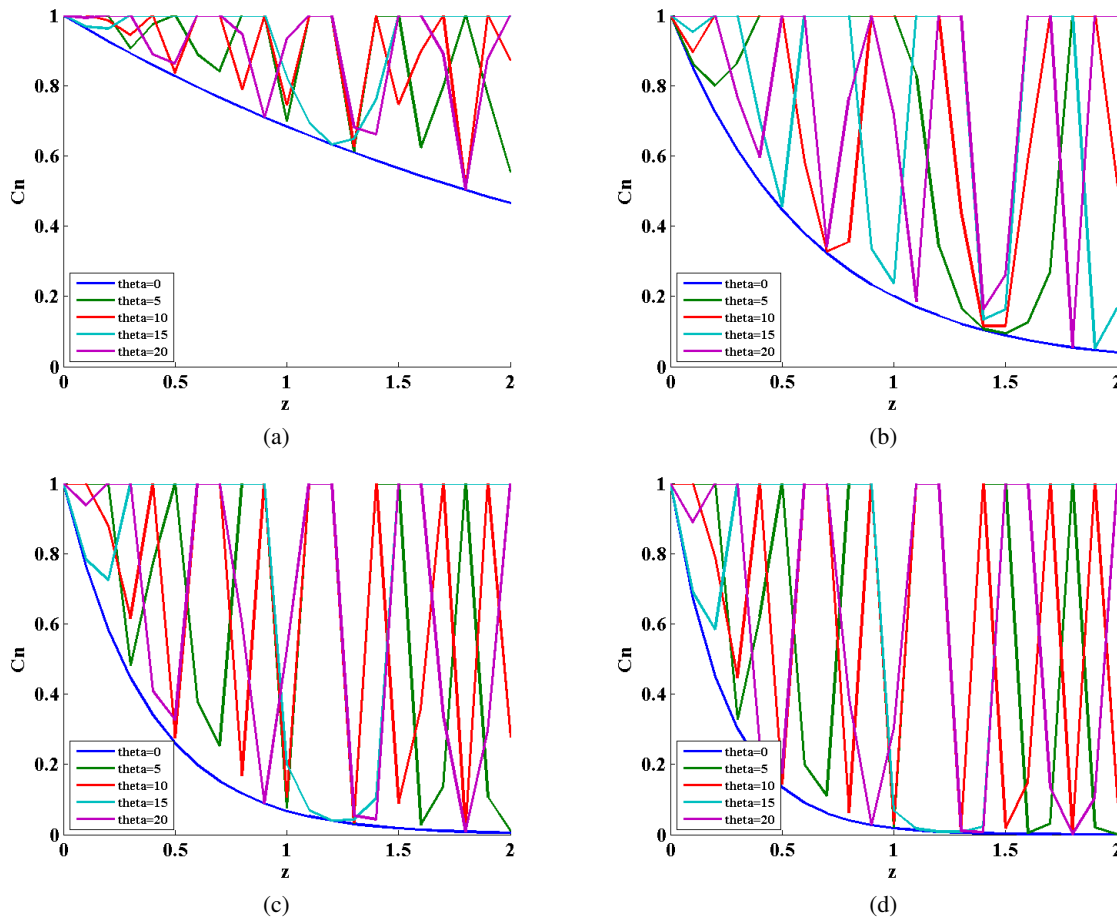 1
0.8
0.6
Cn
0.4
0.2
0
theta=0
theta=5
theta=10
theta=15
theta=20
0 0.5 1 1.5 2
z
(a)
1
0.8
0.6
Cn
0.4
0.2
0
theta=0
theta=5
theta=10
theta=15
theta=20
0 0.5 1 1.5 2
z
(b)
1
0.8
0.6
Cn
0.4
0.2
0
theta=0
theta=5
theta=10
theta=15
theta=20
0 0.5 1 1.5 2
z
(c)
1
0.8
0.6
Cn
0.4
0.2
0
theta=0
theta=5
theta=10
theta=15
theta=20
0 0.5 1 1.5 2
z
(d)